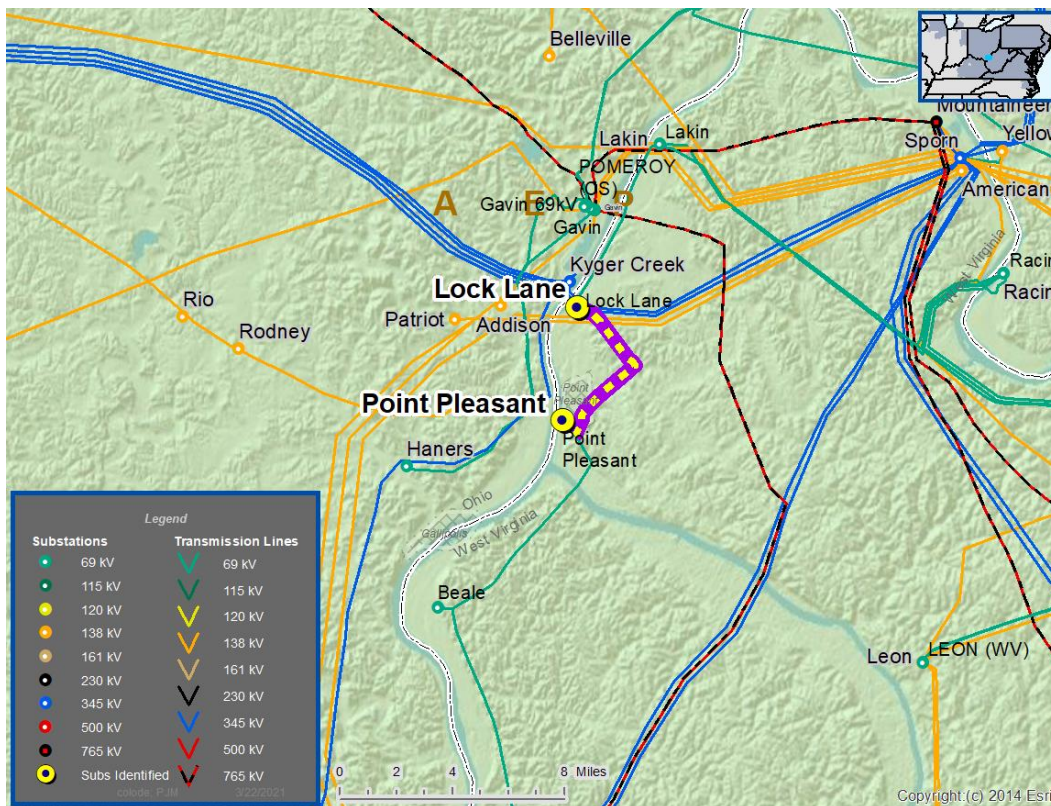 Belleville
Mountaineer
Lakin
Lakin
Sporn
Yellow
POMEROY
(OS)
American
A E P
Gavin 69kV
Gavin
Gavin
West Virginia
Kyger Creek
Racin
Racin
Lock Lane
Lock Lane
Rio
Patriot
Addison
Rodney
Point
Pleasant
Point Pleasant
Point
Pleasant
Haners
Ohio
Gallipolis
West Virginia
Beale
Leon
LEON (WV)
Legend
Substations
69 kV
115 kV
120 kV
138 kV
161 kV
230 kV
345 kV
500 kV
765 kV
Subs Identified
Transmission Lines
69 kV
115 kV
120 kV
138 kV
161 kV
230 kV
345 kV
500 kV
765 kV
colode: PJM 3/22/2021
0 2 4 8 Miles
Copyright:(c) 2014 Esri